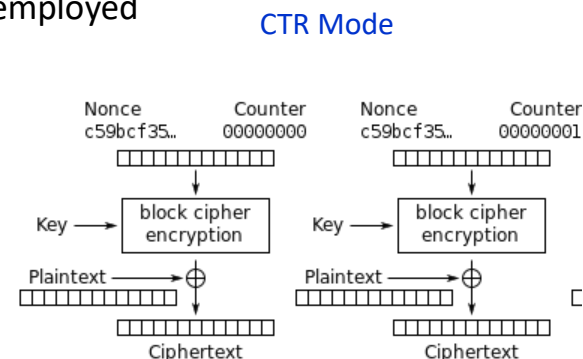 employed
CTR Mode
Nonce Counter Nonce Counter
c59bcf35… 00000000 c59bcf35… 00000001
Key block cipher encryption Key block cipher encryption
Plaintext Plaintext
Ciphertext Ciphertext